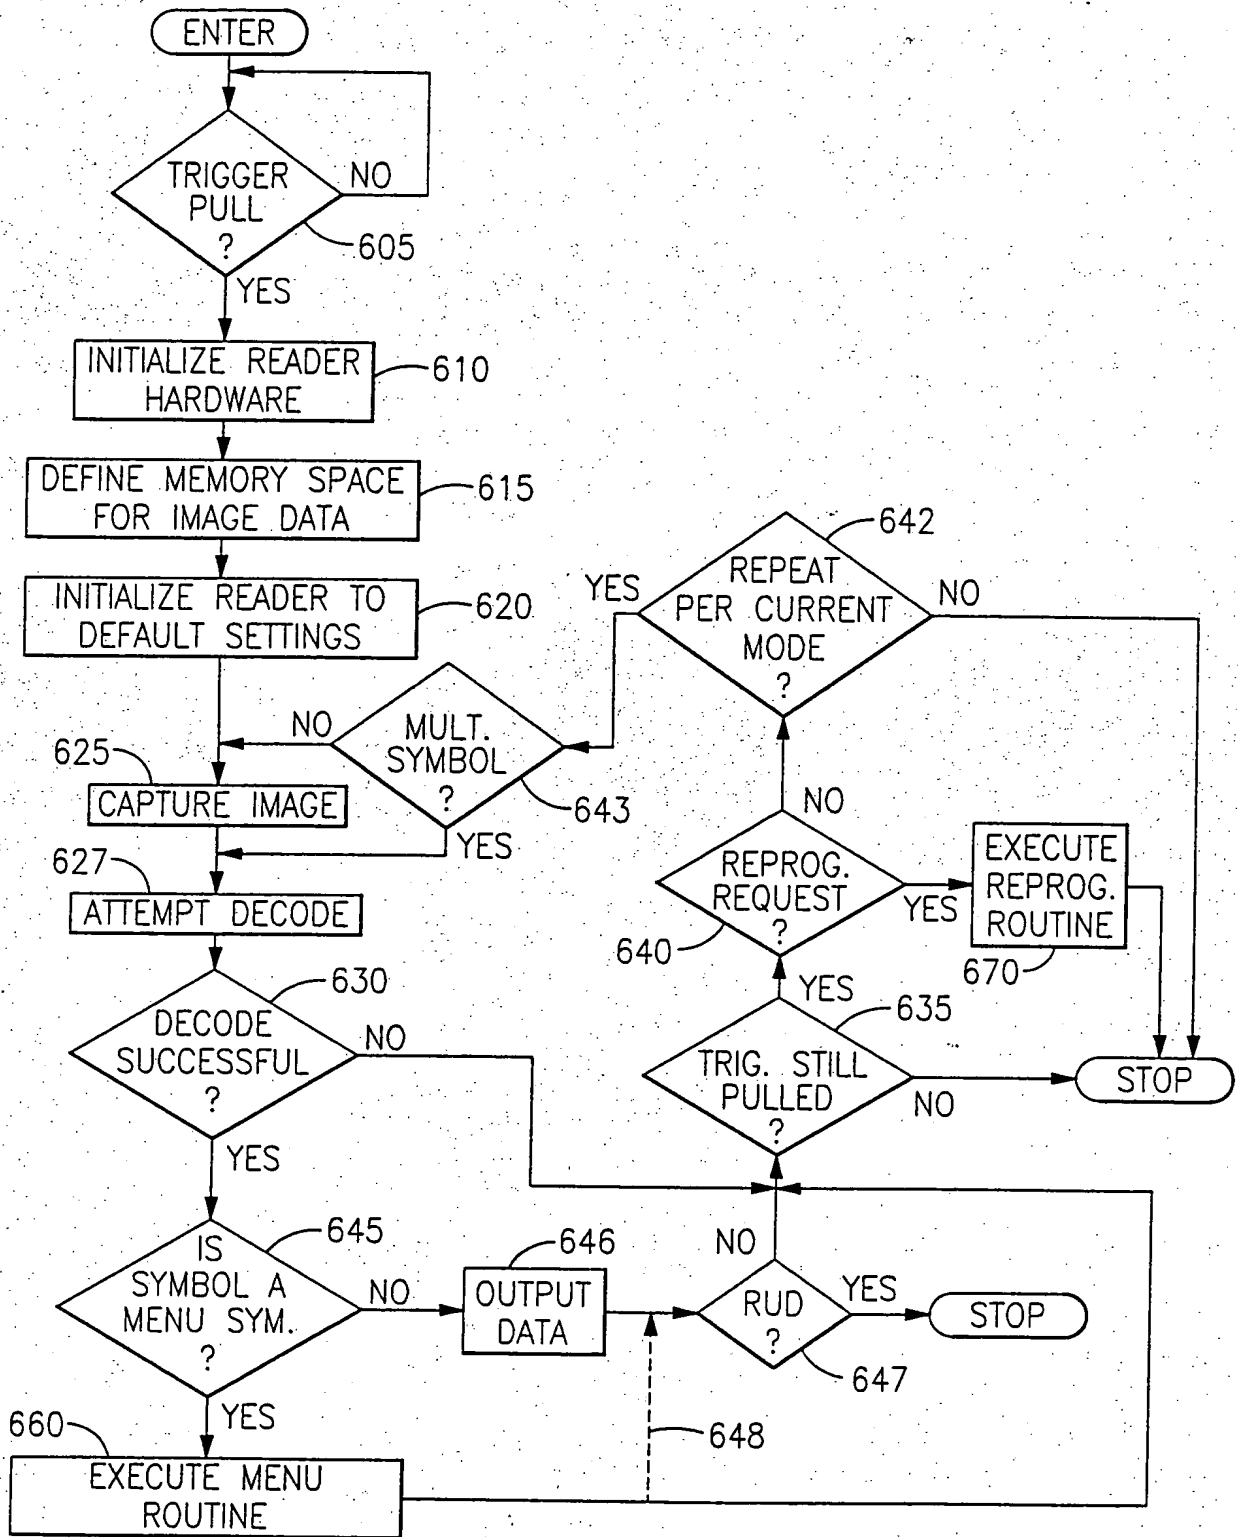 ENTER
TRIGGER
PULL
?
NO
605
YES
INITIALIZE READER
HARDWARE
610
DEFINE MEMORY SPACE
FOR IMAGE DATA
615
INITIALIZE READER TO
DEFAULT SETTINGS
620
625
CAPTURE IMAGE
NO
MULT.
SYMBOL
?
643
YES
627
ATTEMPT DECODE
630
DECODE
SUCCESSFUL
?
NO
YES
645
IS
SYMBOL A
MENU SYM.
?
NO
YES
660
EXECUTE MENU
ROUTINE
646
OUTPUT
DATA
648
RUD
?
647
NO
YES
STOP
635
TRIG. STILL
PULLED
?
NO
YES
STOP
640
REPROG.
REQUEST
?
YES
NO
EXECUTE
REPROG.
ROUTINE
670
642
REPEAT
PER CURRENT
MODE
?
YES
NO